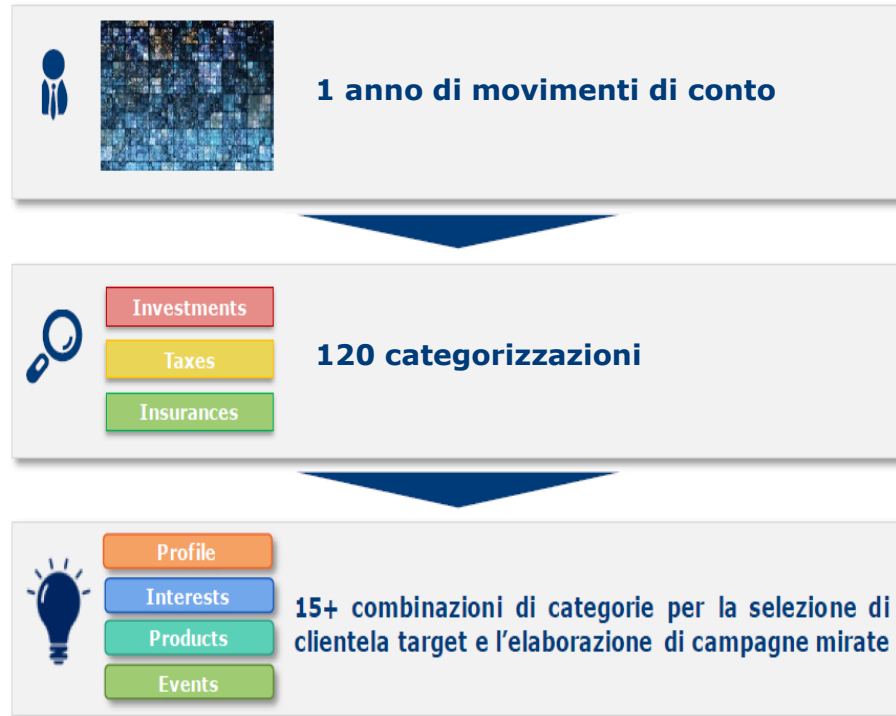 1 anno di movimenti di conto
Investments
Taxes
Insurances
120 categorizzazioni
Profile
Interests
Products
Events
15+ combinazioni di categorie per la selezione di
clientela target e l’elaborazione di campagne mirate